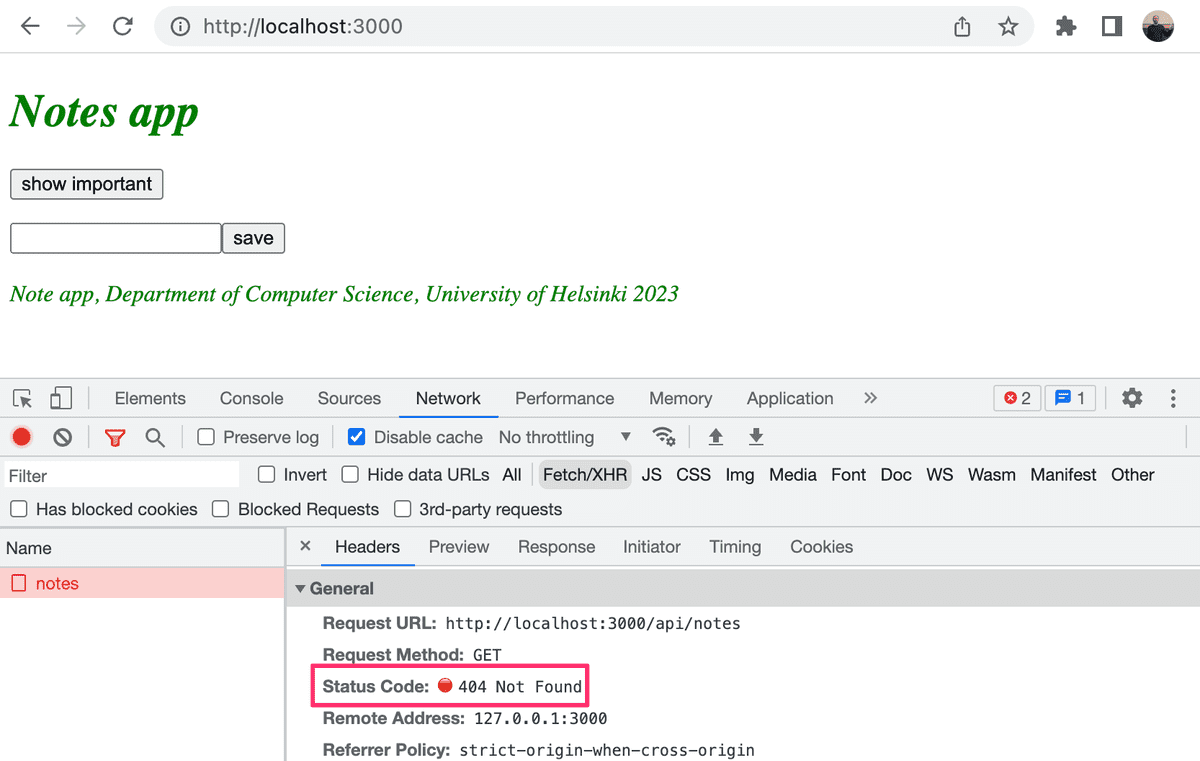 http://localhost:3000
Notes app
show important
save
Note app, Department of Computer Science, University of Helsinki 2023
Elements Console Sources Network Performance Memory Application » 2 1
Preserve log Disable cache No throttling
Filter Invert Hide data URLs All Fetch/XHR JS CSS Img Media Font Doc WS Wasm Manifest Other
Has blocked cookies Blocked Requests 3rd-party requests
Name × Headers Preview Response Initiator Timing Cookies
notes
General
Request URL: http://localhost:3000/api/notes
Request Method: GET
Status Code: 404 Not Found
Remote Address: 127.0.0.1:3000
Referrer Policy: strict-origin-when-cross-origin